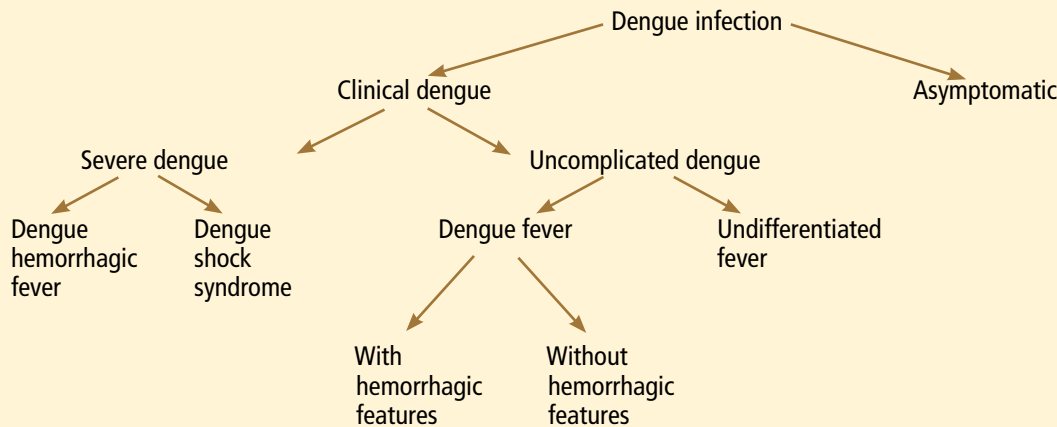 Dengue infection
Clinical dengue
Asymptomatic
Severe dengue
Uncomplicated dengue
Dengue
hemorrhagic
fever
Dengue
shock
syndrome
Dengue fever
Undifferentiated
fever
With
hemorrhagic
features
Without
hemorrhagic
features